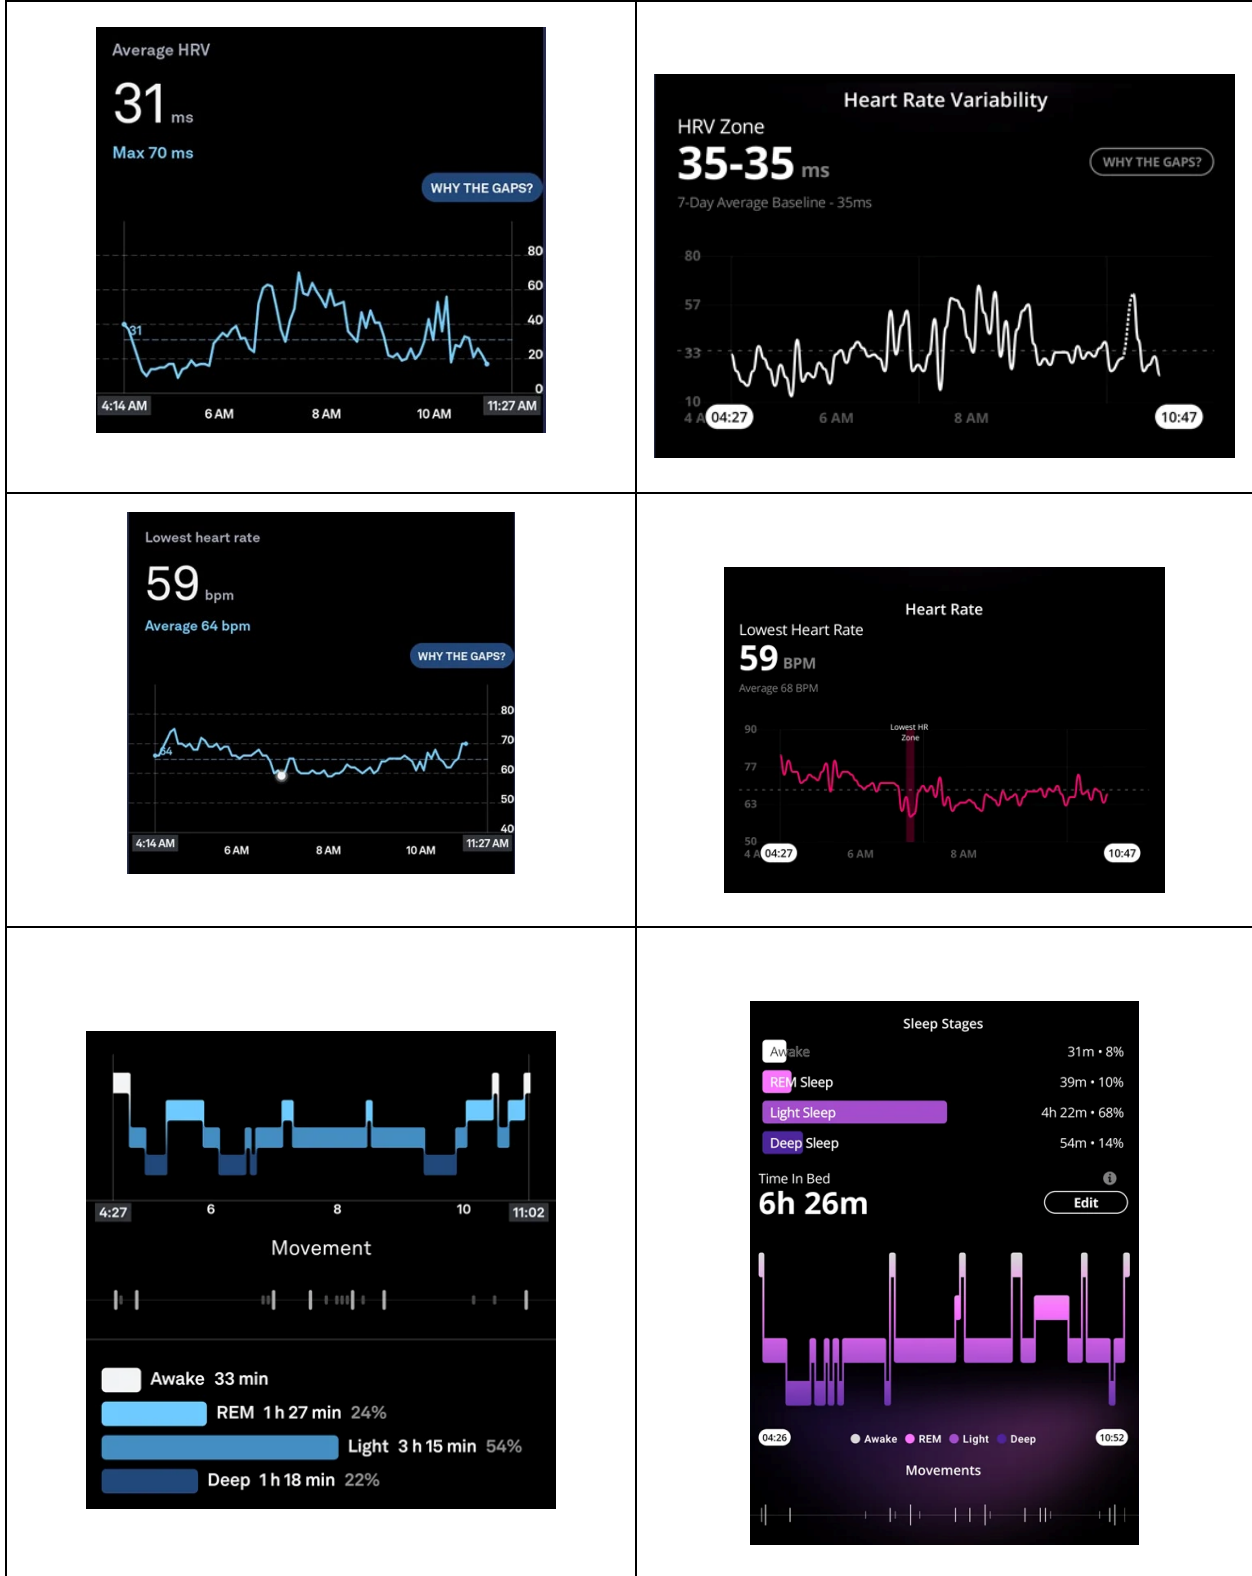 Average HRV
31 ms
Max 70 ms
WHY THE GAPS?
80
60
40
31
20
0
4:14 AM 6 AM 8 AM 10 AM 11:27 AM
Heart Rate Variability
HRV Zone
35-35 ms
WHY THE GAPS?
7-Day Average Baseline - 35ms
80
57
33
10
4 A 04:27 6 AM 8 AM 10:47
Lowest heart rate
59 bpm
Average 64 bpm
WHY THE GAPS?
80
70
64
60
50
40
4:14 AM 6 AM 8 AM 10 AM 11:27 AM
Heart Rate
Lowest Heart Rate
59 BPM
Average 68 BPM
Lowest HR
Zone
90
77
63
50
4 A 04:27 6 AM 8 AM 10:47
4:27 6 8 10 11:02
Movement
Awake 33 min
REM 1 h 27 min 24%
Light 3 h 15 min 54%
Deep 1 h 18 min 22%
Sleep Stages
Awake 31m • 8%
REM Sleep 39m • 10%
Light Sleep 4h 22m • 68%
Deep Sleep 54m • 14%
Time In Bed
6h 26m
Edit
04:26 Awake REM Light Deep 10:52
Movements